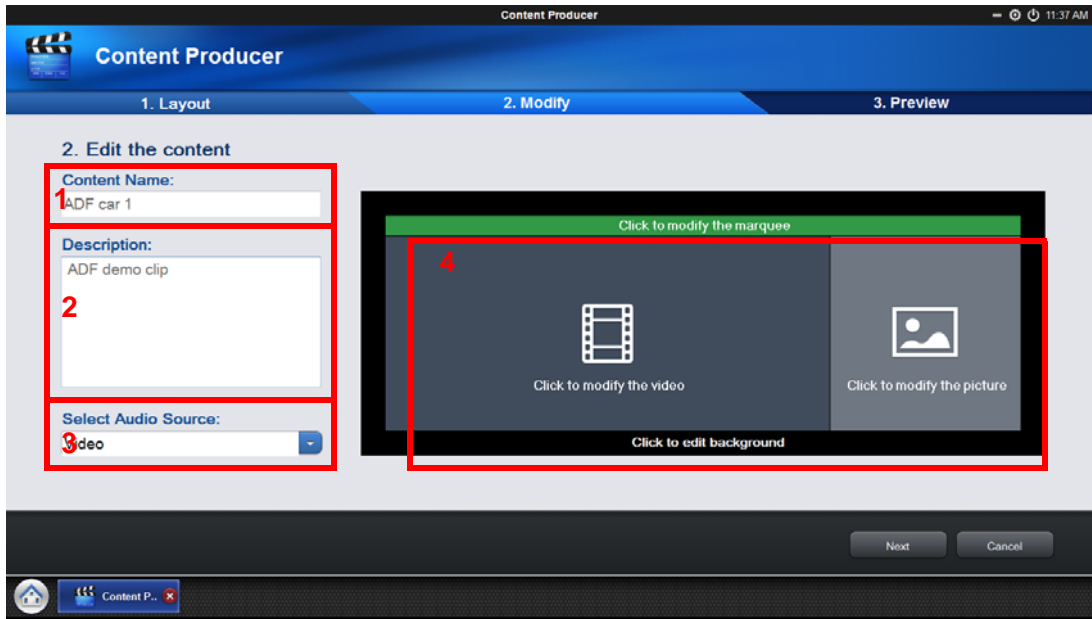 Content Producer
11:37 AM
Content Producer
1. Layout
2. Modify
3. Preview
2. Edit the content
Content Name:
1
ADF car 1
Description:
ADF demo clip
2
Select Audio Source:
3
Video
Click to modify the marquee
4
Click to modify the video
Click to modify the picture
Click to edit background
Next
Cancel
Content P..